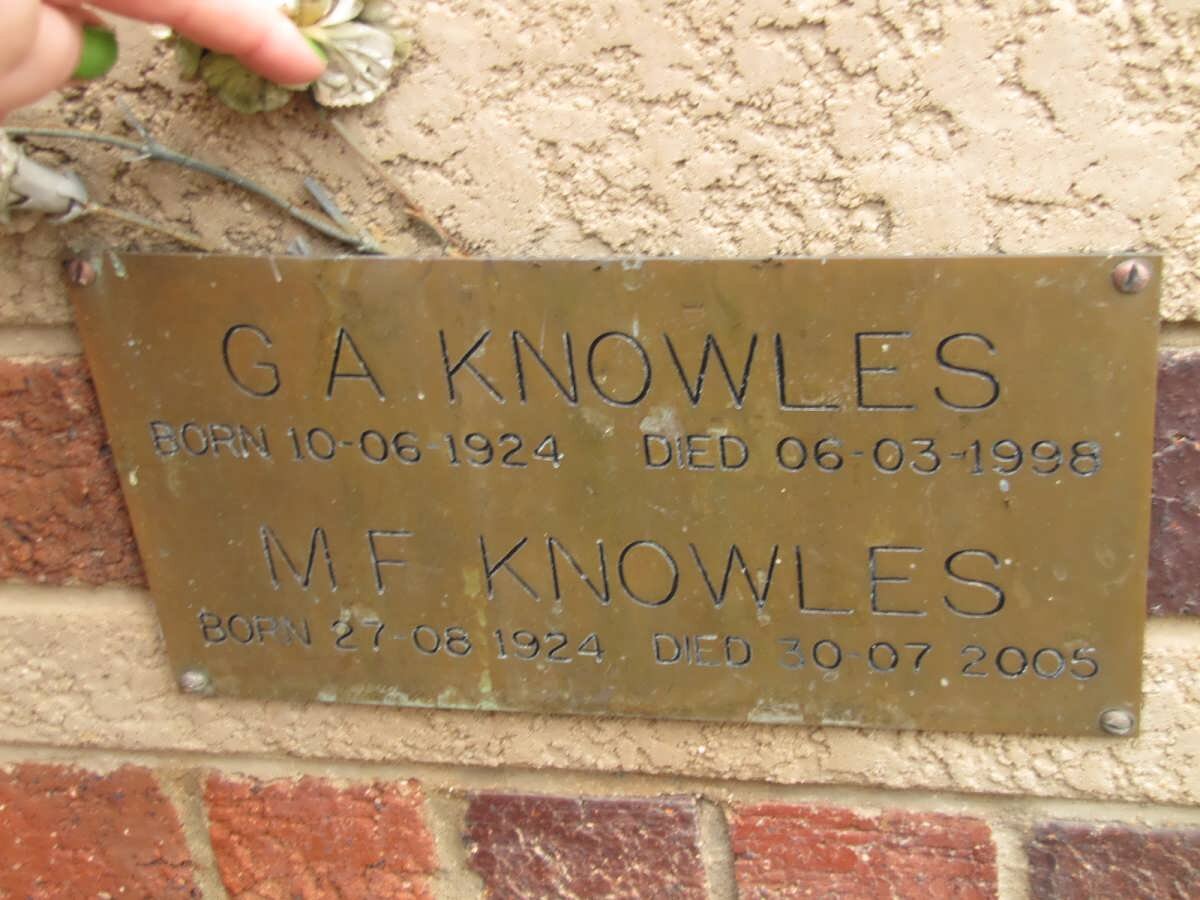 G A KNOWLES
BORN 10-06-1924 DIED 06-03-1998
M F KNOWLES
BORN 27-08 1924 DIED 30-07 2005